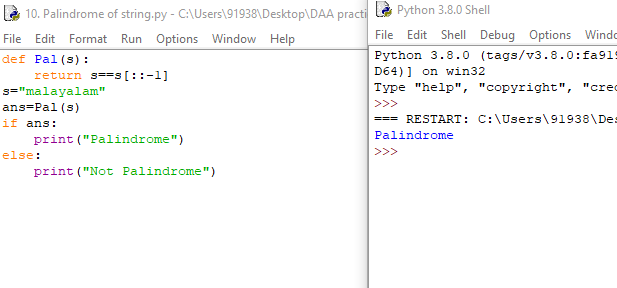 10. Palindrome of string.py - C:\Users\91938\Desktop\DAA practi
File Edit Format Run Options Window Help
def Pal(s):
    return s==s[::-1]
s="malayalam"
ans=Pal(s)
if ans:
    print("Palindrome")
else:
    print("Not Palindrome")
Python 3.8.0 Shell
File Edit Shell Debug Options Windo
Python 3.8.0 (tags/v3.8.0:fa919
D64)] on win32
Type "help", "copyright", "cred
>>>
=== RESTART: C:\Users\91938\Des
Palindrome
>>>